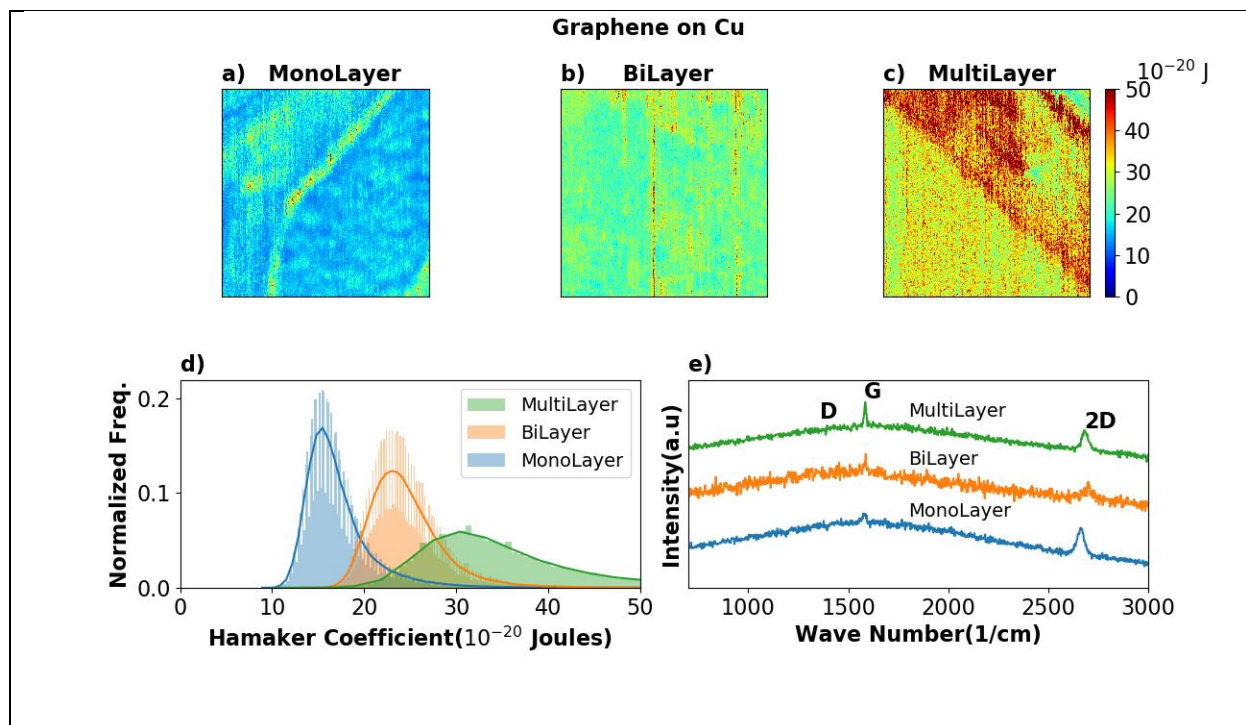 Graphene on Cu
a) MonoLayer
b) BiLayer
c) MultiLayer
10⁻²⁰ J
50
40
30
20
10
0
d)
Normalized Freq.
0.2
0.1
0.0
MultiLayer
BiLayer
MonoLayer
0 10 20 30 40 50
Hamaker Coefficient(10⁻²⁰ Joules)
e)
Intensity(a.u)
D
G
2D
MultiLayer
BiLayer
MonoLayer
1000 1500 2000 2500 3000
Wave Number(1/cm)